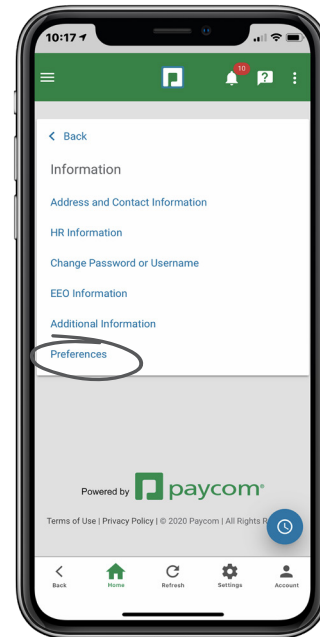 10:17
10
?
Back
Information
Address and Contact Information
HR Information
Change Password or Username
EEO Information
Additional Information
Preferences
Powered by paycom®
Terms of Use | Privacy Policy | © 2020 Paycom | All Rights
Back Home Refresh Settings Account